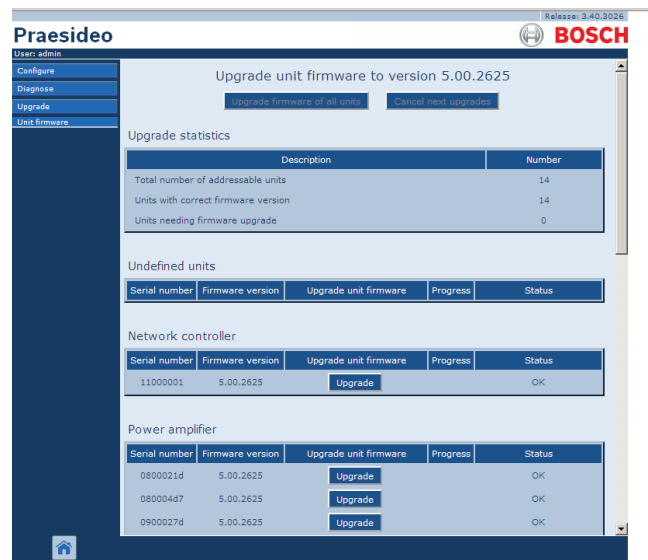 Release: 3.40.3026
Praesideo
BOSCH
User: admin
Configure
Diagnose
Upgrade
Unit firmware
Upgrade unit firmware to version 5.00.2625
Upgrade firmware of all units Cancel next upgrades
Upgrade statistics
Description Number
Total number of addressable units 14
Units with correct firmware version 14
Units needing firmware upgrade 0
Undefined units
Serial number Firmware version Upgrade unit firmware Progress Status
Network controller
Serial number Firmware version Upgrade unit firmware Progress Status
11000001 5.00.2625 Upgrade OK
Power amplifier
Serial number Firmware version Upgrade unit firmware Progress Status
0800021d 5.00.2625 Upgrade OK
080004d7 5.00.2625 Upgrade OK
0900027d 5.00.2625 Upgrade OK